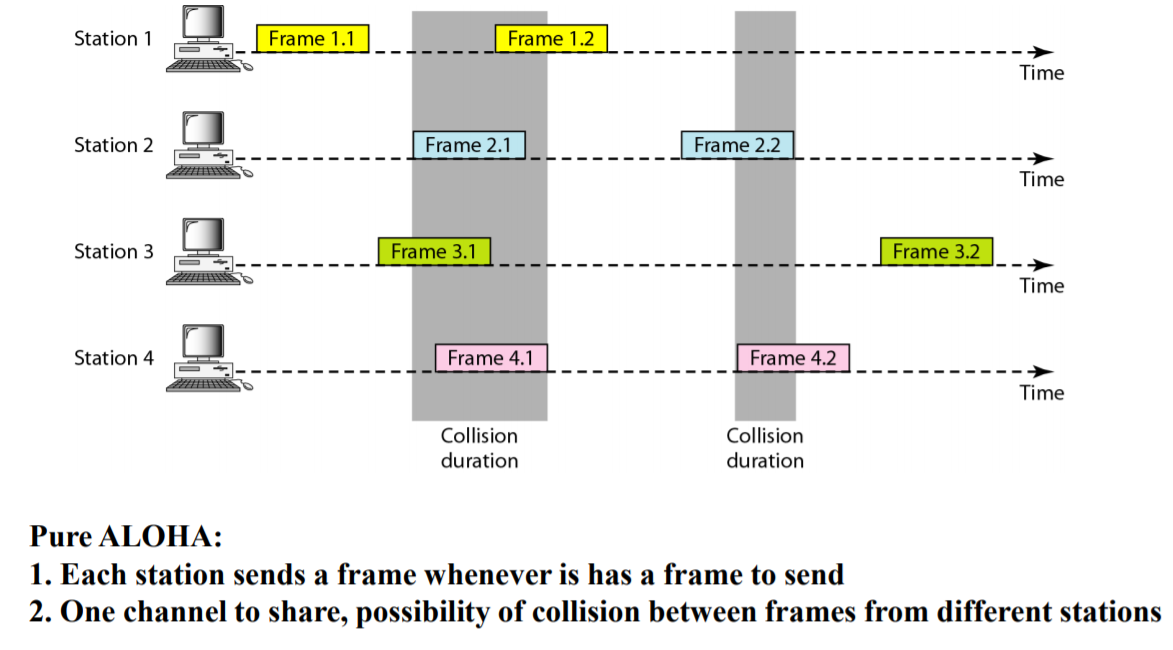 Station 1
Frame 1.1
Frame 1.2
Time
Station 2
Frame 2.1
Frame 2.2
Time
Station 3
Frame 3.1
Frame 3.2
Time
Station 4
Frame 4.1
Frame 4.2
Time
Collision
duration
Collision
duration
Pure ALOHA:
1. Each station sends a frame whenever is has a frame to send
2. One channel to share, possibility of collision between frames from different stations